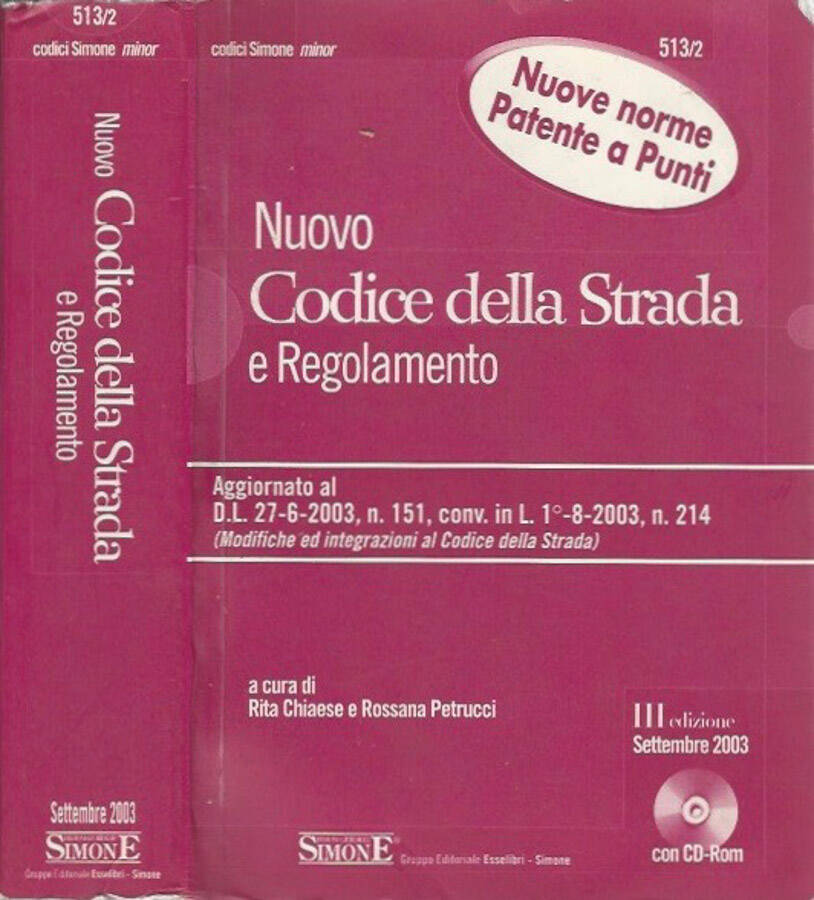 513/2
codici Simone minor
Nuovo
Codice della Strada
e Regolamento
Settembre 2003
SIMONE
Gruppo Editoriale Esselibri - Simone
codici Simone minor
513/2
Nuove norme
Patente a Punti
Nuovo
Codice della Strada
e Regolamento
Aggiornato al
D.L. 27-6-2003, n. 151, conv. in L. 1°-8-2003, n. 214
(Modifiche ed integrazioni al Codice della Strada)
a cura di
Rita Chiaese e Rossana Petrucci
III edizione
Settembre 2003
con CD-Rom
SIMONE® Gruppo Editoriale Esselibri - Simone